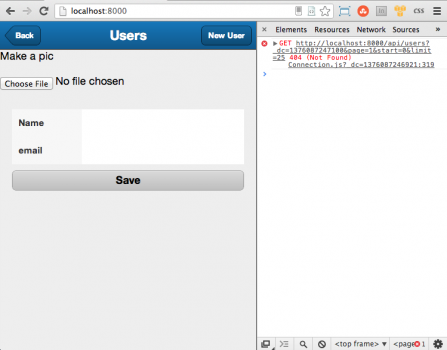 localhost:8000
CSS
Back
Users
New User
Elements Resources Network Sources
Make a pic
Choose File No file chosen
Name
email
Save
GET http://localhost:8000/api/users?
_dc=1376087247100&page=1&start=0&limit
=25 404 (Not Found)
Connection.js?_dc=1376087246921:319
<top frame>
<page
1